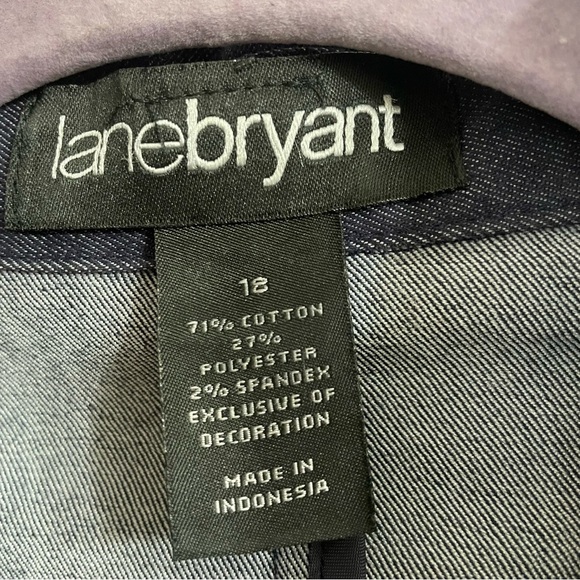 lanebryant
18
71% COTTON
27%
POLYESTER
2% SPANDEX
EXCLUSIVE OF
DECORATION
MADE IN
INDONESIA